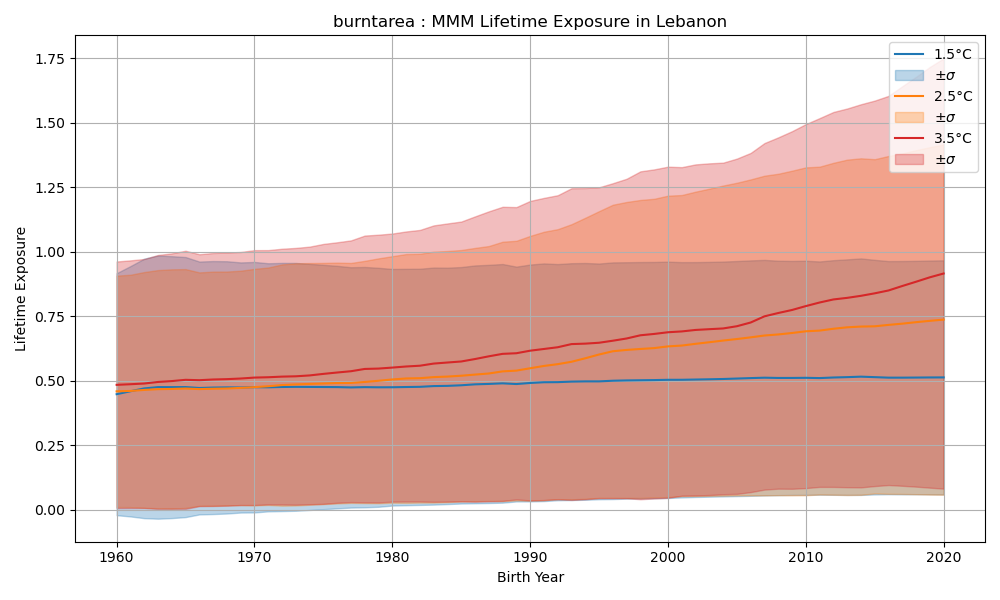 burntarea : MMM Lifetime Exposure in Lebanon
1.75
1.50
1.25
1.00
0.75
0.50
0.25
0.00
Lifetime Exposure
1.5°C
±σ
2.5°C
±σ
3.5°C
±σ
1960
1970
1980
1990
2000
2010
2020
Birth Year